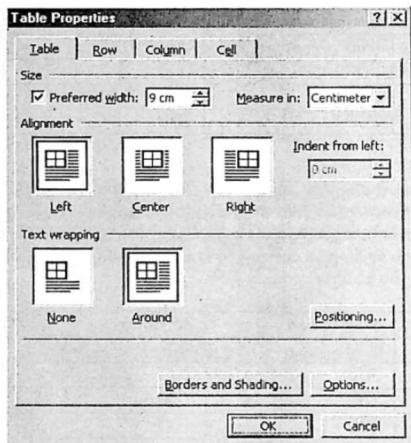 Table Properties ? X
Table Row Column Cell
Size
Preferred width: 9 cm Measure in: Centimeter
Alignment
Indent from left:
0 cm
Left Center Right
Text wrapping
None Around Positioning...
Borders and Shading... Options...
OK Cancel